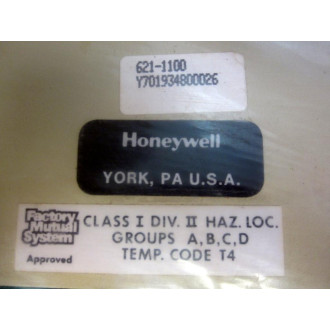 621-1100
Y701934800026
Honeywell
YORK, PA U.S.A.
Factory Mutual System
Approved
CLASS I DIV. II HAZ. LOC.
GROUPS A,B,C,D
TEMP. CODE T4